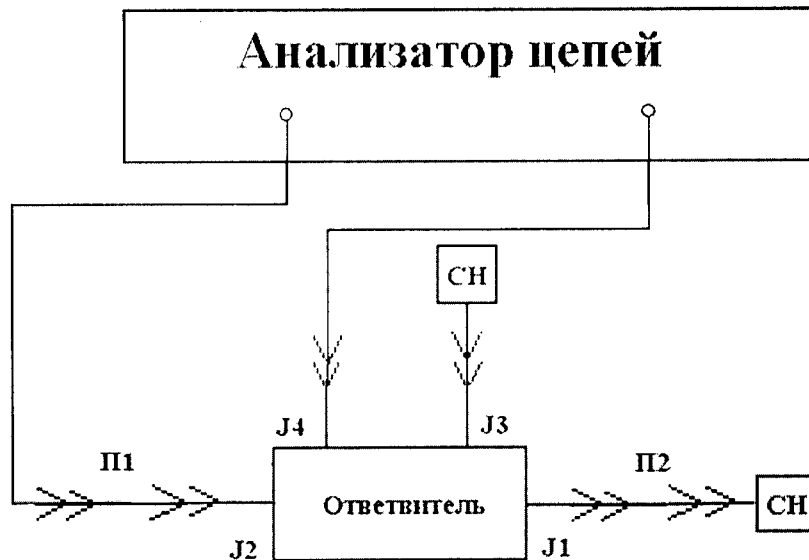 Анализатор цепей
СН
J4
J3
П1
П2
Ответвитель
СН
J2
J1